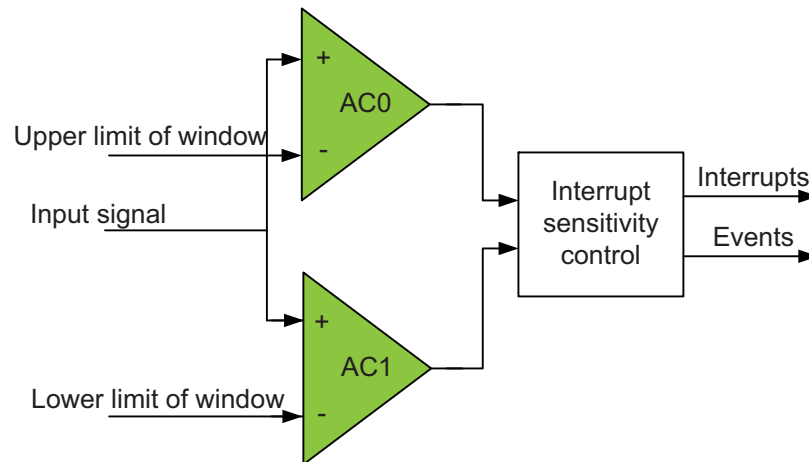 +
AC0
Upper limit of window
-
Input signal
Interrupt
sensitivity
control
Interrupts
Events
+
AC1
Lower limit of window
-